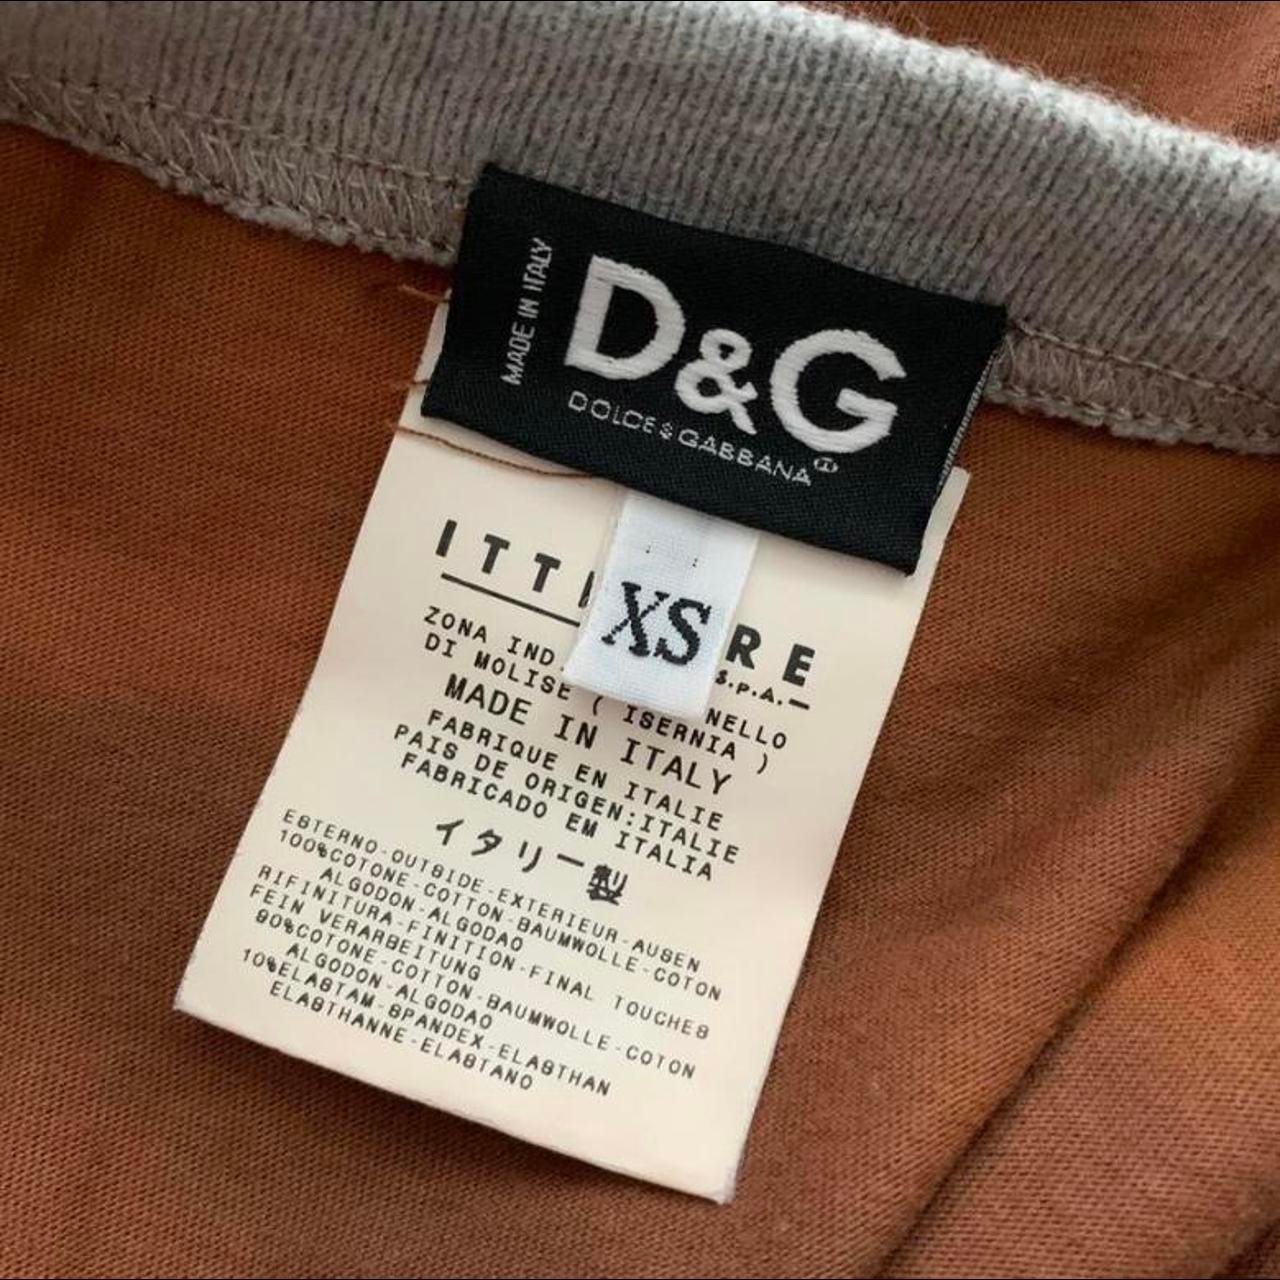 MADE IN ITALY
D&G
DOLCE & GABBANA
XS
ITTI RE
S.P.A.
ZONA IND. NELLO
DI MOLISE ( ISERNIA )
MADE IN ITALY
FABRIQUE EN ITALIE
PAIS DE ORIGEN:ITALIE
FABRICADO EM ITALIA
イタリー製
ESTERNO-OUTSIDE-EXTERIEUR-AUSEN
100%COTONE-COTTON-BAUMWOLLE-COTON
ALGODON-ALGODAO
RIFINITURA-FINITION-FINAL TOUCHES
FEIN VERARBEITUNG
90%COTONE-COTTON-BAUMWOLLE-COTON
ALGODON-ALGODAO
10%ELASTAM-SPANDEX-ELASTHAN
ELASTHANNE-ELASTANO